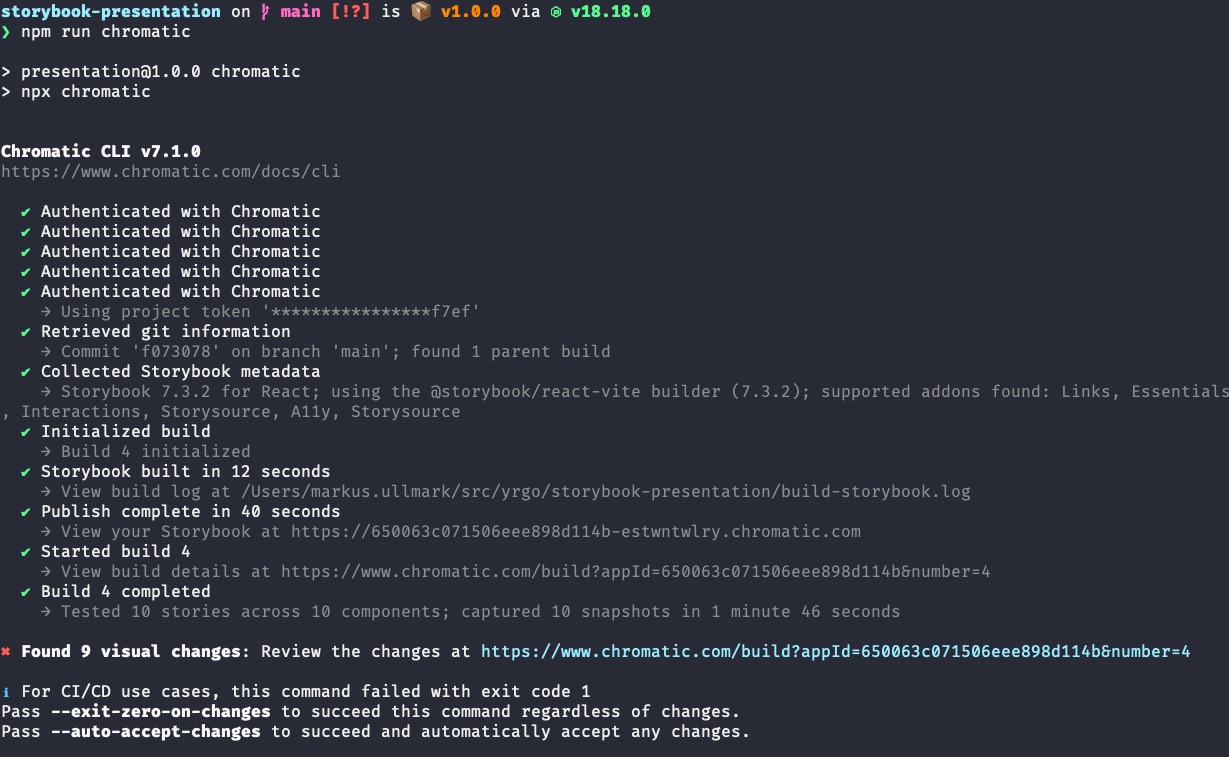 storybook-presentation on main [!?] is 📦 v1.0.0 via v18.18.0
❯ npm run chromatic
> presentation@1.0.0 chromatic
> npx chromatic
Chromatic CLI v7.1.0
https://www.chromatic.com/docs/cli
✔ Authenticated with Chromatic
✔ Authenticated with Chromatic
✔ Authenticated with Chromatic
✔ Authenticated with Chromatic
✔ Authenticated with Chromatic
→ Using project token '****************f7ef'
✔ Retrieved git information
→ Commit 'f073078' on branch 'main'; found 1 parent build
✔ Collected Storybook metadata
→ Storybook 7.3.2 for React; using the @storybook/react-vite builder (7.3.2); supported addons found: Links, Essentials
, Interactions, Storysource, A11y, Storysource
✔ Initialized build
→ Build 4 initialized
✔ Storybook built in 12 seconds
→ View build log at /Users/markus.ullmark/src/yrgo/storybook-presentation/build-storybook.log
✔ Publish complete in 40 seconds
→ View your Storybook at https://650063c071506eee898d114b-estwntwlry.chromatic.com
✔ Started build 4
→ View build details at https://www.chromatic.com/build?appId=650063c071506eee898d114b&number=4
✔ Build 4 completed
→ Tested 10 stories across 10 components; captured 10 snapshots in 1 minute 46 seconds
✖ Found 9 visual changes: Review the changes at https://www.chromatic.com/build?appId=650063c071506eee898d114b&number=4
ℹ For CI/CD use cases, this command failed with exit code 1
Pass --exit-zero-on-changes to succeed this command regardless of changes.
Pass --auto-accept-changes to succeed and automatically accept any changes.